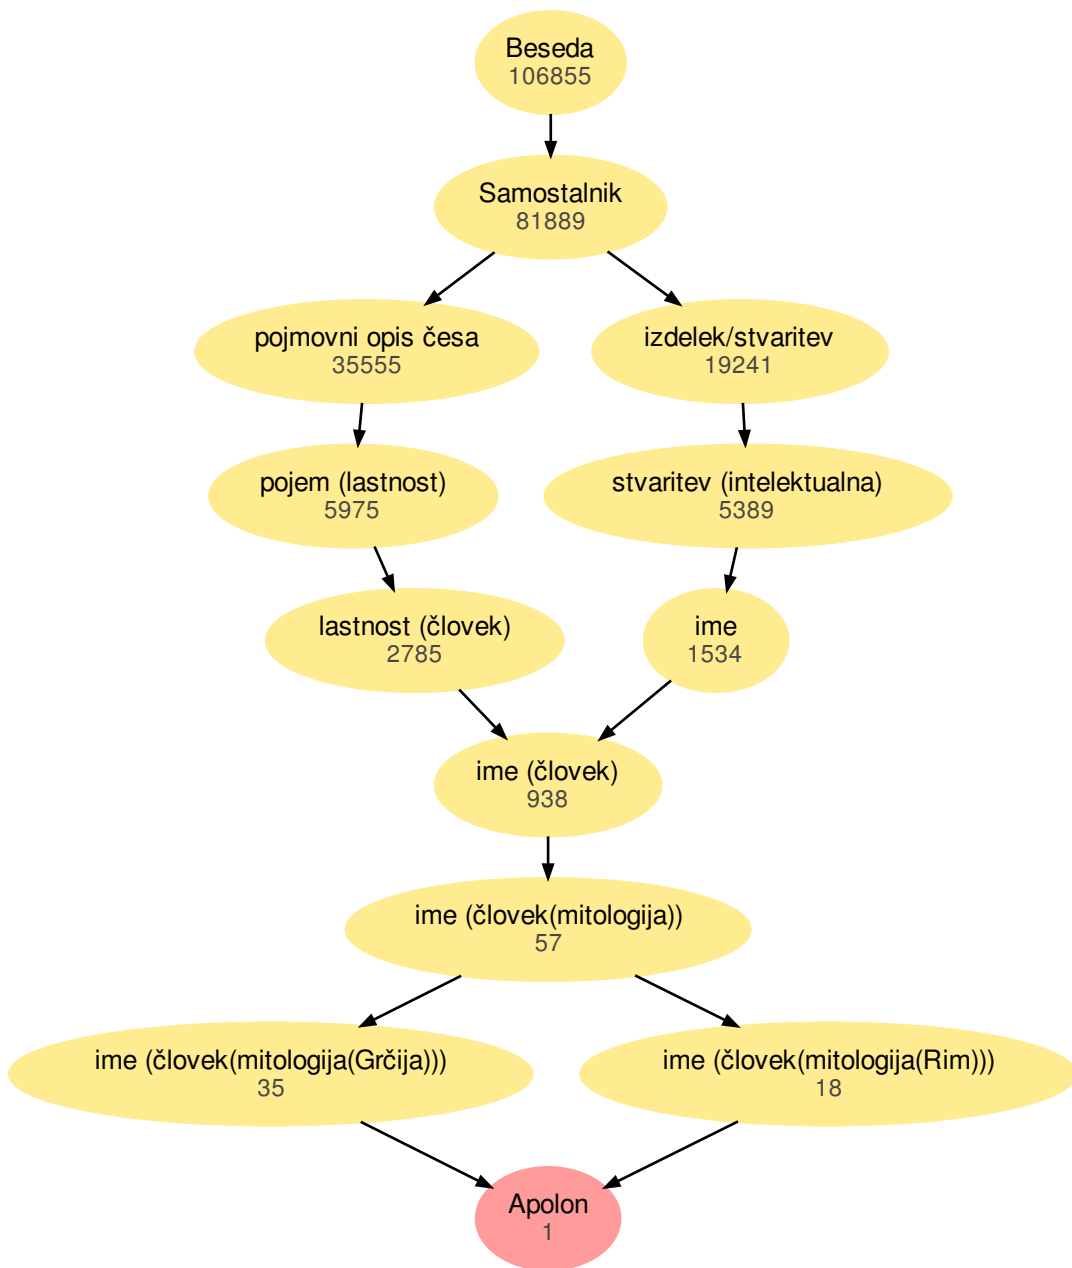 Beseda
106855
Samostalnik
81889
pojmovni opis česa
35555
izdelek/stvaritev
19241
pojem (lastnost)
5975
stvaritev (intelektualna)
5389
lastnost (človek)
2785
ime
1534
ime (človek)
938
ime (človek(mitologija))
57
ime (človek(mitologija(Grčija)))
35
ime (človek(mitologija(Rim)))
18
Apolon
1